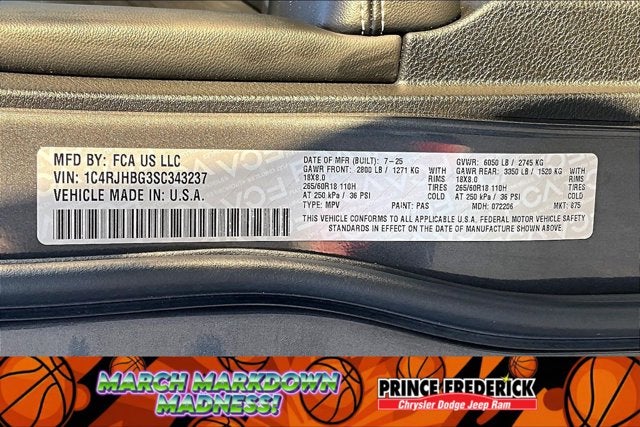 MFD BY: FCA US LLC
VIN: 1C4RJHBG3SC343237
VEHICLE MADE IN U.S.A.
DATE OF MFR (BUILT): 7-25 GVWR: 6050 LB / 2745 KG
GAWR FRONT: 2800 LB / 1271 KG WITH GAWR REAR: 3350 LB / 1520 KG WITH
18X8.0 RIMS 18X8.0 RIMS
265/60R18 110H 265/60R18 110H
AT 250 kPa / 36 PSI AT 250 kPa / 36 PSI
TYPE: MPV PAINT: PAS MDH: 072206 MKT: 875
THIS VEHICLE CONFORMS TO ALL APPLICABLE U.S.A. FEDERAL MOTOR VEHICLE SAFETY
STANDARDS IN EFFECT ON THE DATE OF MANUFACTURE SHOWN ABOVE.
MARCH MARKDOWN
MADNESS!
PRINCE FREDERICK
Chrysler Dodge Jeep Ram